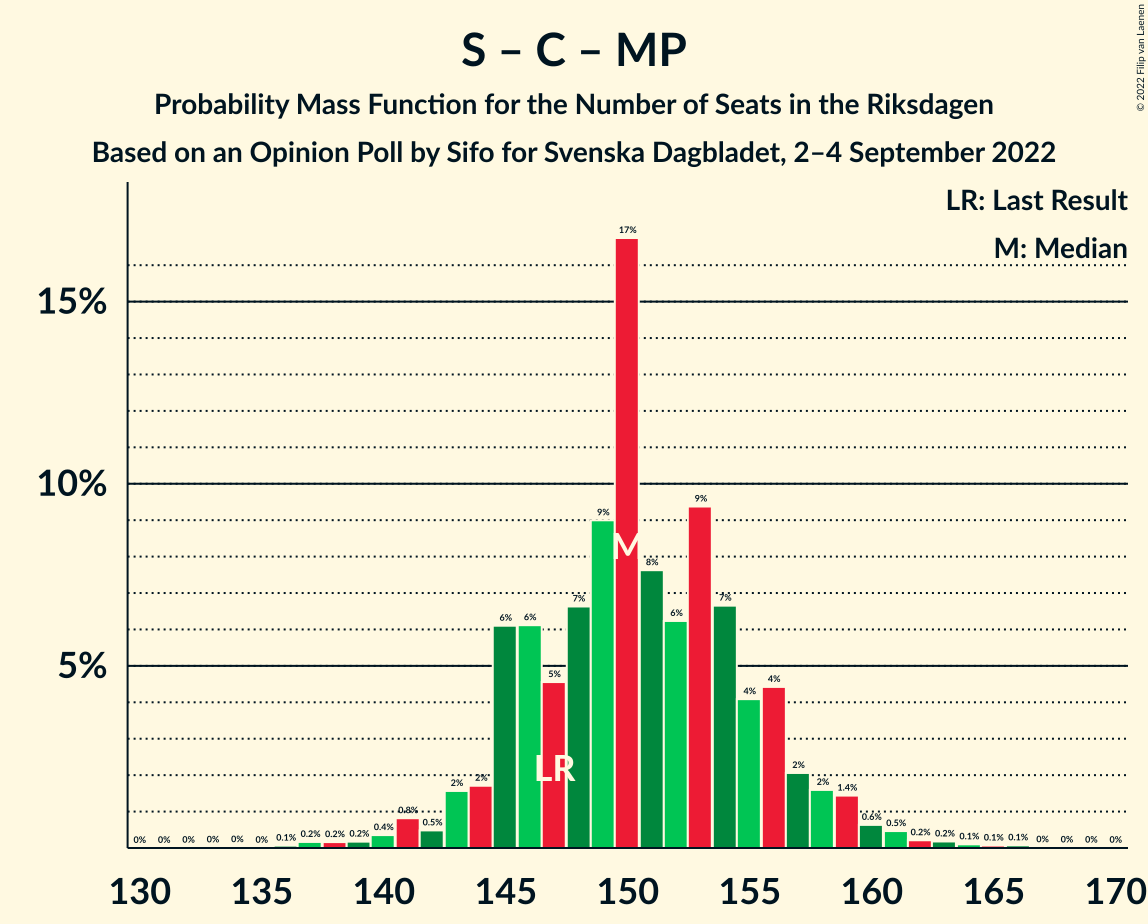 S – C – MP
Probability Mass Function for the Number of Seats in the Riksdagen
Based on an Opinion Poll by Sifo for Svenska Dagbladet, 2–4 September 2022
© 2022 Filip van Laenen
LR: Last Result
M: Median
15%
10%
5%
0% 0% 0% 0% 0% 0% 0.1% 0.2% 0.2% 0.2% 0.4% 0.8% 0.5% 2% 2% 6% 6% 5% 7% 9% 17% 8% 6% 9% 7% 4% 4% 2% 2% 1.4% 0.6% 0.5% 0.2% 0.2% 0.1% 0.1% 0.1% 0% 0% 0% 0%
M
LR
130 135 140 145 150 155 160 165 170